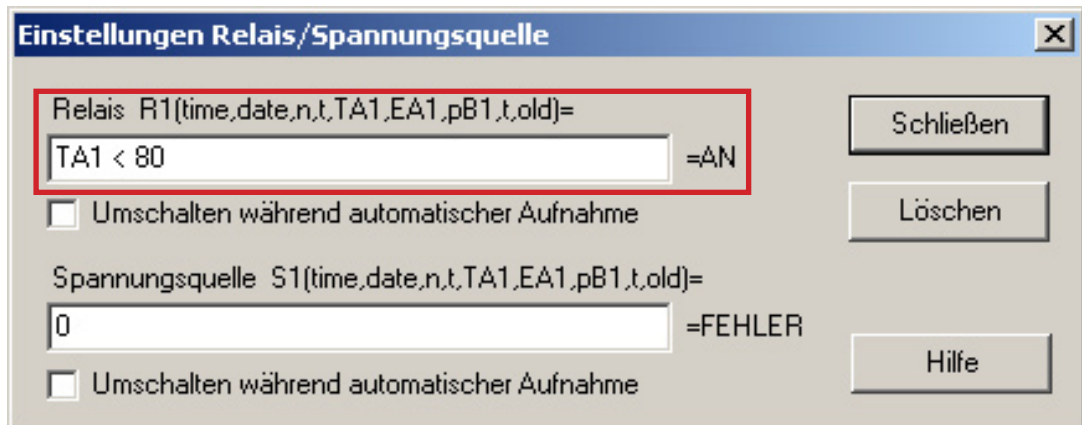 Einstellungen Relais/Spannungsquelle
Relais R1(time,date,n,t,TA1,EA1,pB1,t,old)=
TA1 < 80 =AN
Schließen
Umschalten während automatischer Aufnahme
Löschen
Spannungsquelle S1(time,date,n,t,TA1,EA1,pB1,t,old)=
0 =FEHLER
Umschalten während automatischer Aufnahme
Hilfe